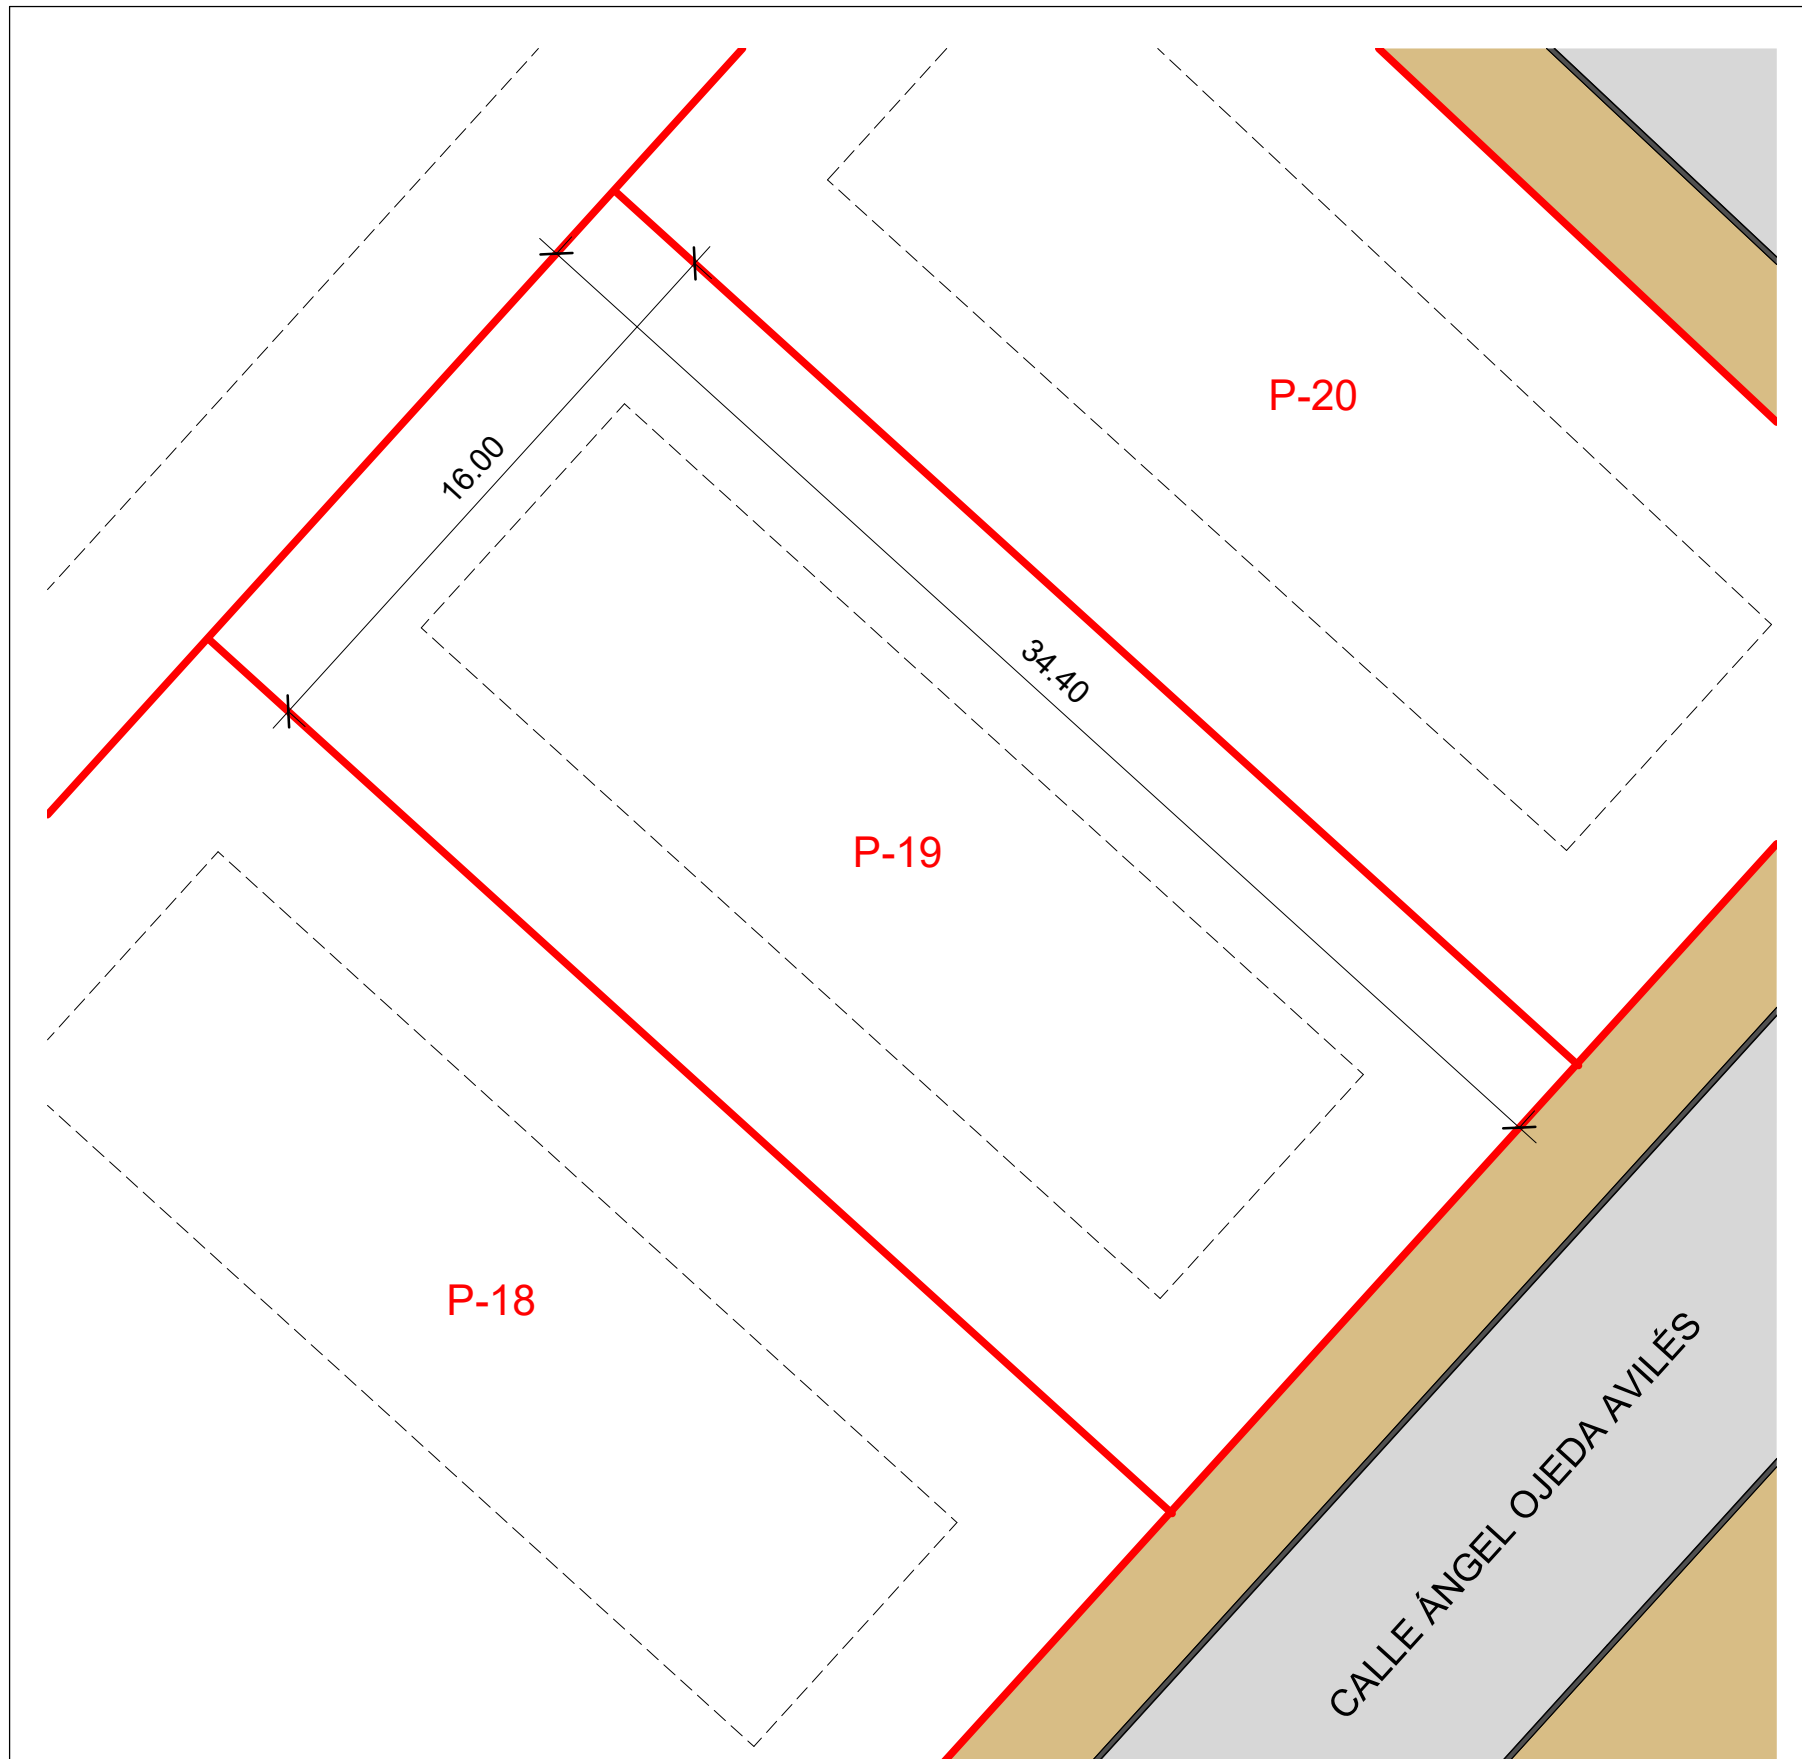 P-20
16.00
34.40
P-19
P-18
CALLE ÁNGEL OJEDA AVILÉS